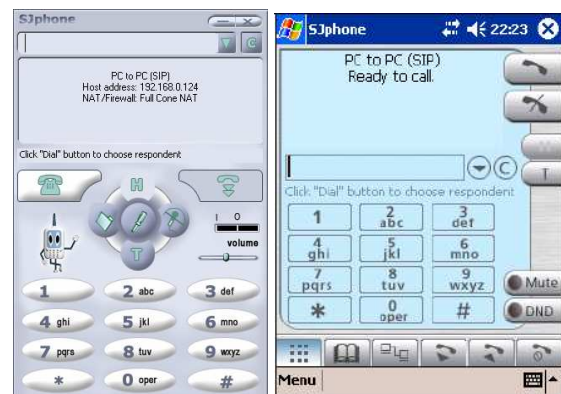 SJphone
C
PC to PC (SIP)
Host address: 192.168.0.124
NAT/Firewall: Full Cone NAT
Click "Dial" button to choose respondent
H
T
I O
volume
1 2 abc 3 def
4 ghi 5 jkl 6 mno
7 pqrs 8 tuv 9 wxyz
* 0 oper #
SJphone 22:23
PC to PC (SIP)
Ready to call.
C
T
Click "Dial" button to choose respondent
1 2 abc 3 def
4 ghi 5 jkl 6 mno
7 pqrs 8 tuv 9 wxyz
* 0 oper #
Mute
DND
Menu